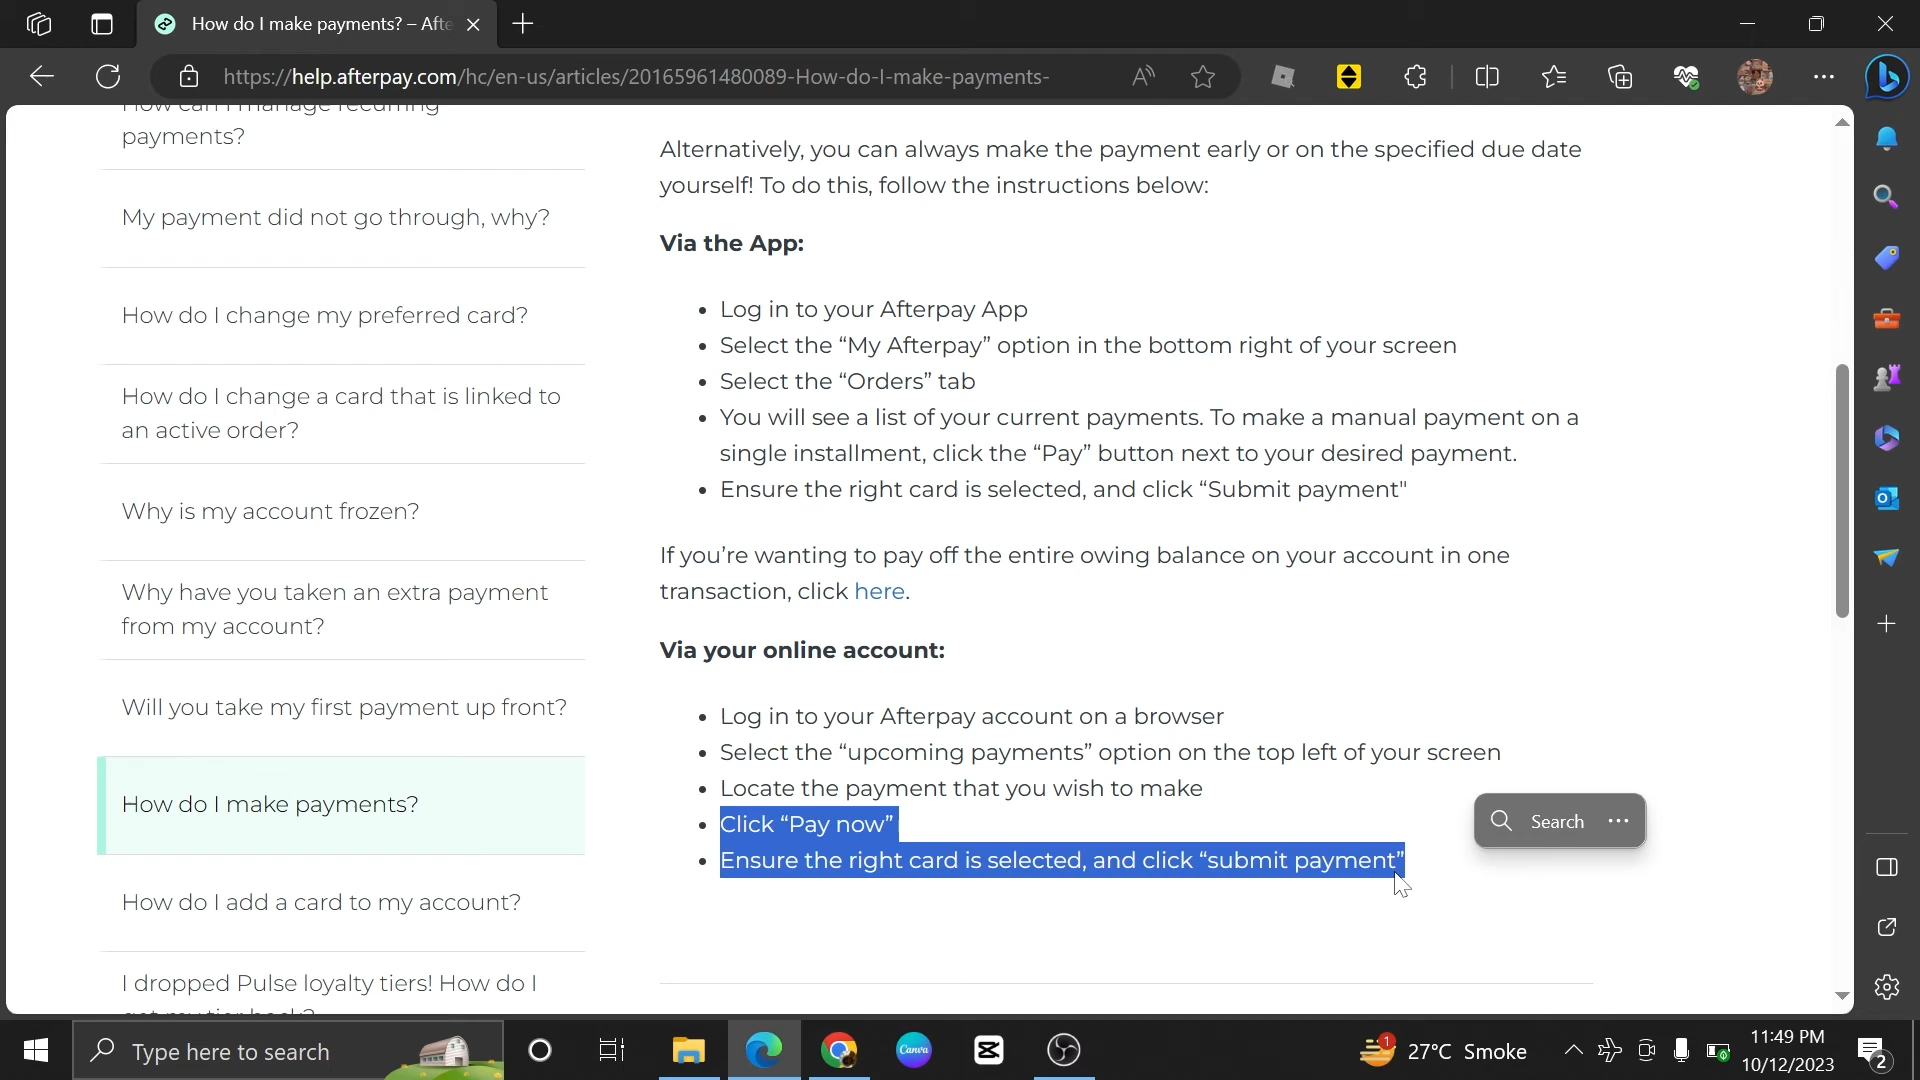 How do I make payments? – Afte
https://help.afterpay.com/hc/en-us/articles/20165961480089-How-do-I-make-payments-
How can I manage recurring
payments?
My payment did not go through, why?
How do I change my preferred card?
How do I change a card that is linked to
an active order?
Why is my account frozen?
Why have you taken an extra payment
from my account?
Will you take my first payment up front?
How do I make payments?
How do I add a card to my account?
I dropped Pulse loyalty tiers! How do I
get my tier back?
Alternatively, you can always make the payment early or on the specified due date
yourself! To do this, follow the instructions below:
Via the App:
• Log in to your Afterpay App
• Select the “My Afterpay” option in the bottom right of your screen
• Select the “Orders” tab
• You will see a list of your current payments. To make a manual payment on a
single installment, click the “Pay” button next to your desired payment.
• Ensure the right card is selected, and click “Submit payment"
If you’re wanting to pay off the entire owing balance on your account in one
transaction, click here.
Via your online account:
• Log in to your Afterpay account on a browser
• Select the “upcoming payments” option on the top left of your screen
• Locate the payment that you wish to make
• Click “Pay now”
• Ensure the right card is selected, and click “submit payment”
Search
Type here to search
Canva
1
27°C Smoke
11:49 PM
10/12/2023
2